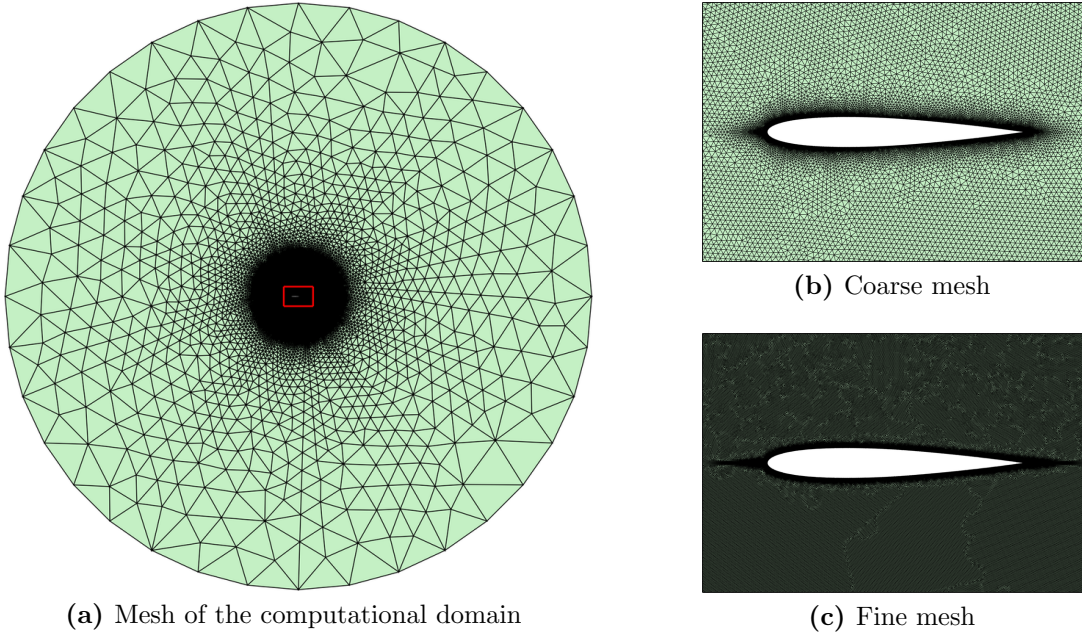 (b) Coarse mesh
(a) Mesh of the computational domain
(c) Fine mesh